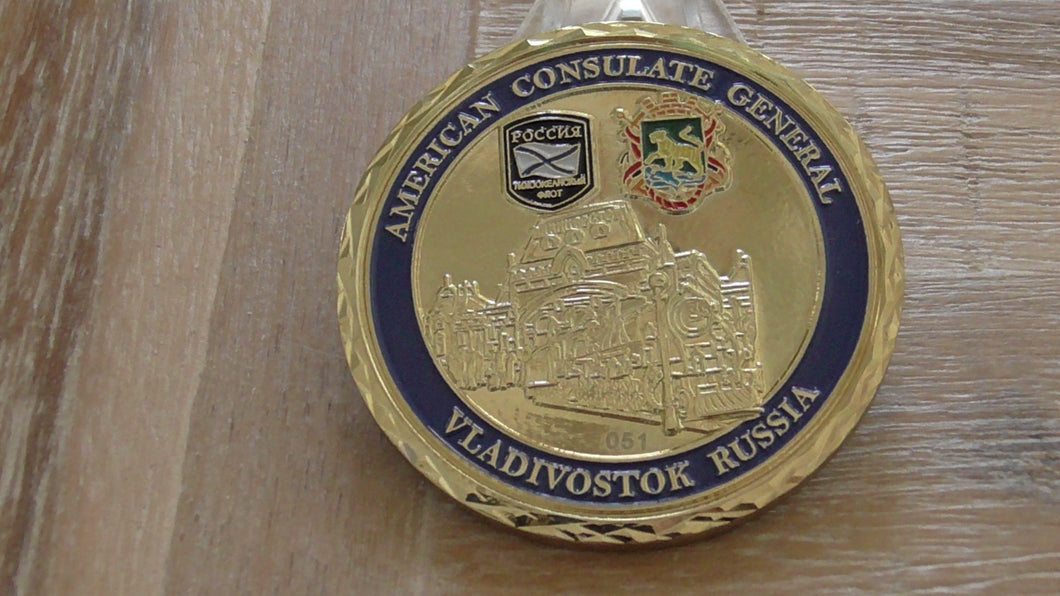 AMERICAN CONSULATE GENERAL
РОССИЯ
ТИХООКЕАНСКИЙ
ФЛОТ
051
VLADIVOSTOK RUSSIA